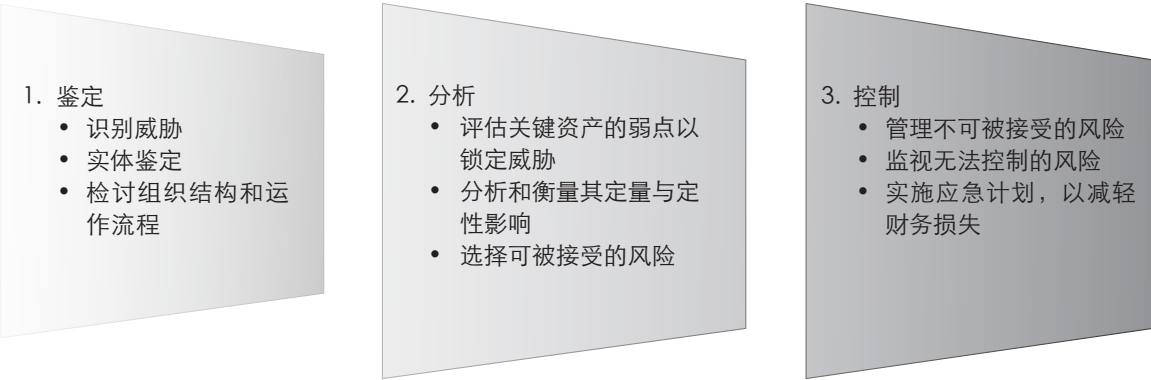 1. 鉴定
• 识别威胁
• 实体鉴定
• 检讨组织结构和运
作流程
2. 分析
• 评估关键资产的弱点以
锁定威胁
• 分析和衡量其定量与定
性影响
• 选择可被接受的风险
3. 控制
• 管理不可被接受的风险
• 监视无法控制的风险
• 实施应急计划，以减轻
财务损失